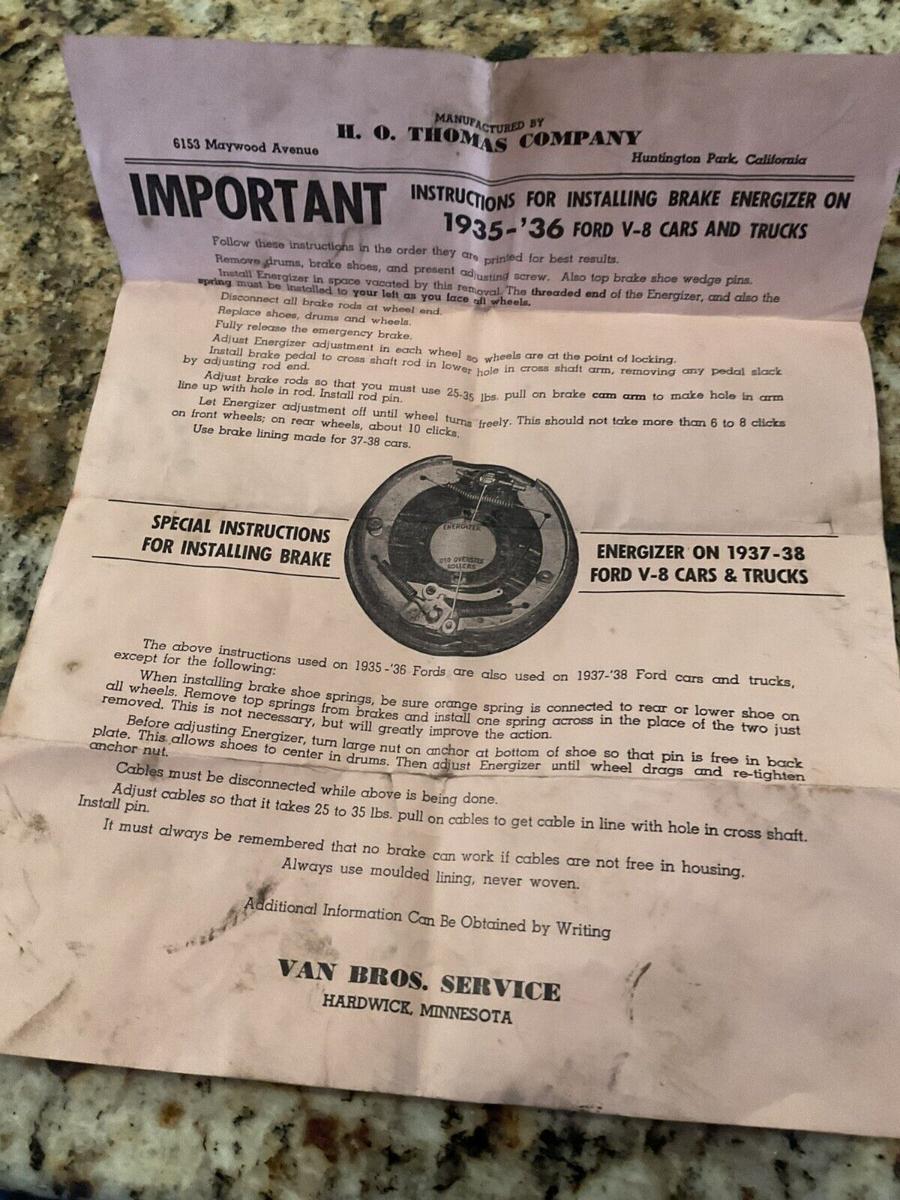 MANUFACTURED BY
H. O. THOMAS COMPANY
6153 Maywood Avenue
Huntington Park, California
IMPORTANT
INSTRUCTIONS FOR INSTALLING BRAKE ENERGIZER ON
1935-'36 FORD V-8 CARS AND TRUCKS
Follow these instructions in the order they are printed for best results.
Remove drums, brake shoes, and present adjusting screw. Also top brake shoe wedge pins.
Install Energizer in space vacated by this removal. The threaded end of the Energizer, and also the
spring must be installed to your left as you face all wheels.
Disconnect all brake rods at wheel end.
Replace shoes, drums and wheels.
Fully release the emergency brake.
Adjust Energizer adjustment in each wheel so wheels are at the point of locking.
Install brake pedal to cross shaft rod in lower hole in cross shaft arm, removing any pedal slack
by adjusting rod end.
Adjust brake rods so that you must use 25-35 lbs. pull on brake cam arm to make hole in arm
line up with hole in rod. Install rod pin.
Let Energizer adjustment off until wheel turns freely. This should not take more than 6 to 8 clicks
on front wheels; on rear wheels, about 10 clicks.
Use brake lining made for 37-38 cars.
ENERGIZER
OVERSIZE
ROLLERS
SPECIAL INSTRUCTIONS
FOR INSTALLING BRAKE
ENERGIZER ON 1937-38
FORD V-8 CARS & TRUCKS
The above instructions used on 1935-'36 Fords are also used on 1937-'38 Ford cars and trucks,
except for the following:
When installing brake shoe springs, be sure orange spring is connected to rear or lower shoe on
all wheels. Remove top springs from brakes and install one spring across in the place of the two just
removed. This is not necessary, but will greatly improve the action.
Before adjusting Energizer, turn large nut on anchor at bottom of shoe so that pin is free in back
plate. This allows shoes to center in drums. Then adjust Energizer until wheel drags and re-tighten
anchor nut.
Cables must be disconnected while above is being done.
Adjust cables so that it takes 25 to 35 lbs. pull on cables to get cable in line with hole in cross shaft.
Install pin.
It must always be remembered that no brake can work if cables are not free in housing.
Always use moulded lining, never woven.
Additional Information Can Be Obtained by Writing
VAN BROS. SERVICE
HARDWICK, MINNESOTA